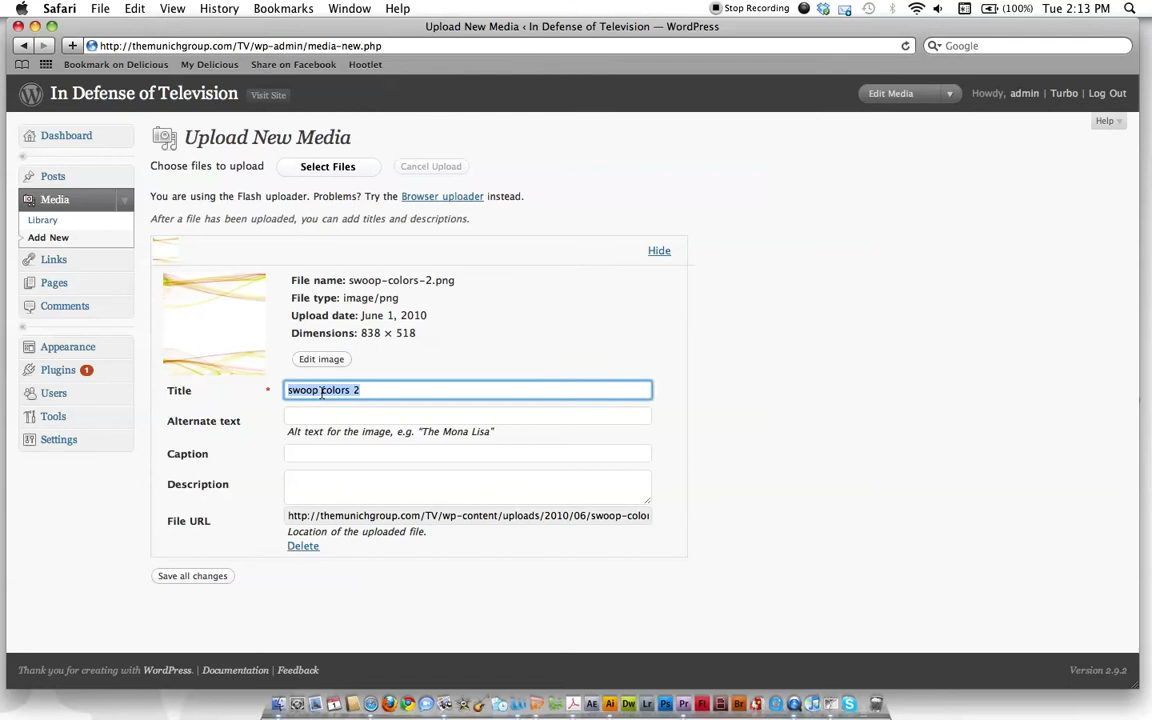 Safari File Edit View History Bookmarks Window Help Stop Recording (100%) Tue 2:13 PM
Upload New Media ‹ In Defense of Television — WordPress
http://themunichgroup.com/TV/wp-admin/media-new.php Google
Bookmark on Delicious My Delicious Share on Facebook Hootlet
In Defense of Television Visit Site Edit Media Howdy, admin | Turbo | Log Out
Help
Dashboard
Posts
Media
Library
Add New
Links
Pages
Comments
Appearance
Plugins 1
Users
Tools
Settings
Upload New Media
Choose files to upload Select Files Cancel Upload
You are using the Flash uploader. Problems? Try the Browser uploader instead.
After a file has been uploaded, you can add titles and descriptions.
Hide
File name: swoop-colors-2.png
File type: image/png
Upload date: June 1, 2010
Dimensions: 838 × 518
Edit image
Title * swoop colors 2
Alternate text
Alt text for the image, e.g. “The Mona Lisa”
Caption
Description
File URL http://themunichgroup.com/TV/wp-content/uploads/2010/06/swoop-color
Location of the uploaded file.
Delete
Save all changes
Thank you for creating with WordPress. | Documentation | Feedback Version 2.9.2
Ae Ai Dw Lr Ps Pr Fl Br